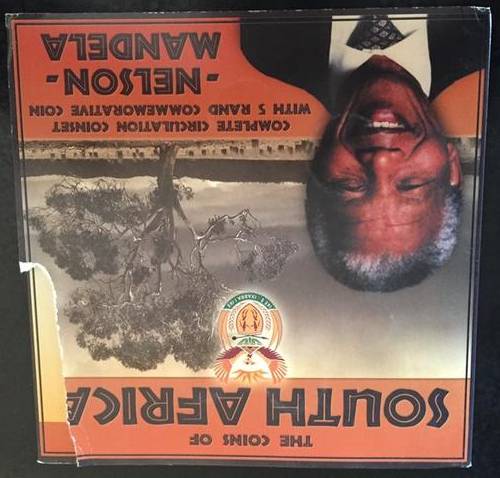 THE COINS OF
SOUTH AFRICA
COMPLETE CIRCULATION COINSET
WITH 5 RAND COMMEMORATIVE COIN
-NELSON-
MANDELA